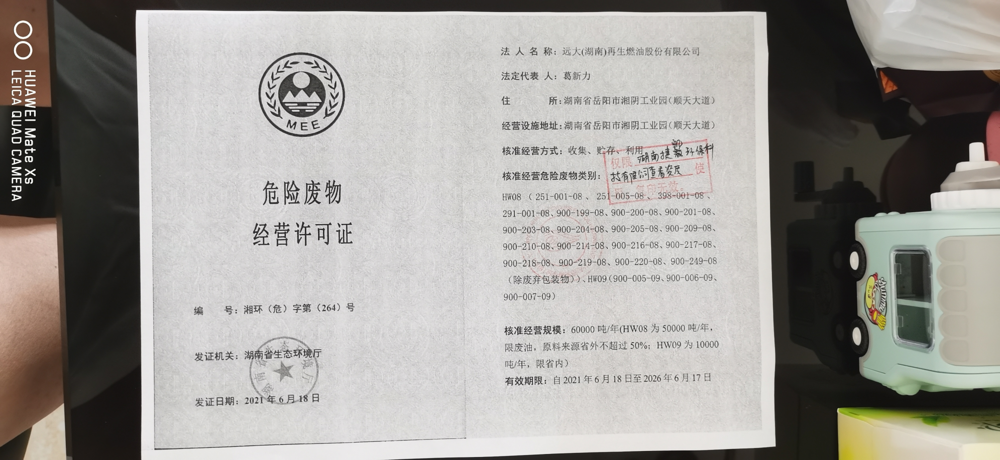 HUAWEI Mate Xs
LEICA QUAD CAMERA
MEE
危险废物
经营许可证
编 号：湘环（危）字第（264）号
发证机关：湖南省生态环境厅
湖南省生态环境厅
发证日期：2021 年 6 月 18 日
法 人 名 称：远大(湖南)再生燃油股份有限公司
法定代表 人：葛新力
住 所：湖南省岳阳市湘阴工业园（顺天大道）
经营设施地址：湖南省岳阳市湘阴工业园（顺天大道）
核准经营方式：收集、贮存、利用
仅限 湖南捷 环保科
技有限公司查看资质 使
复印无效。
核准经营危险废物类别：
HW08（251-001-08、251-005-08、398-001-08、
291-001-08、900-199-08、900-200-08、900-201-08、
900-203-08、900-204-08、900-205-08、900-209-08、
900-210-08、900-214-08、900-216-08、900-217-08、
900-218-08、900-219-08、900-220-08、900-249-08
（除废弃包装物））、HW09（900-005-09、900-006-09、
900-007-09）
核准经营规模：60000 吨/年(HW08 为 50000 吨/年，
限废油，原料来源省外不超过 50%；HW09 为 10000
吨/年，限省内）
有效期限：自 2021 年 6 月 18 日至 2026 年 6 月 17 日